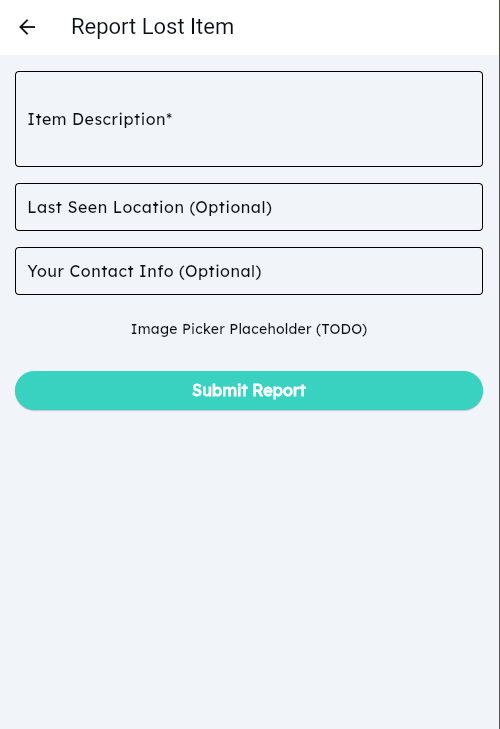 Report Lost Item
Item Description*
Last Seen Location (Optional)
Your Contact Info (Optional)
Image Picker Placeholder (TODO)
Submit Report